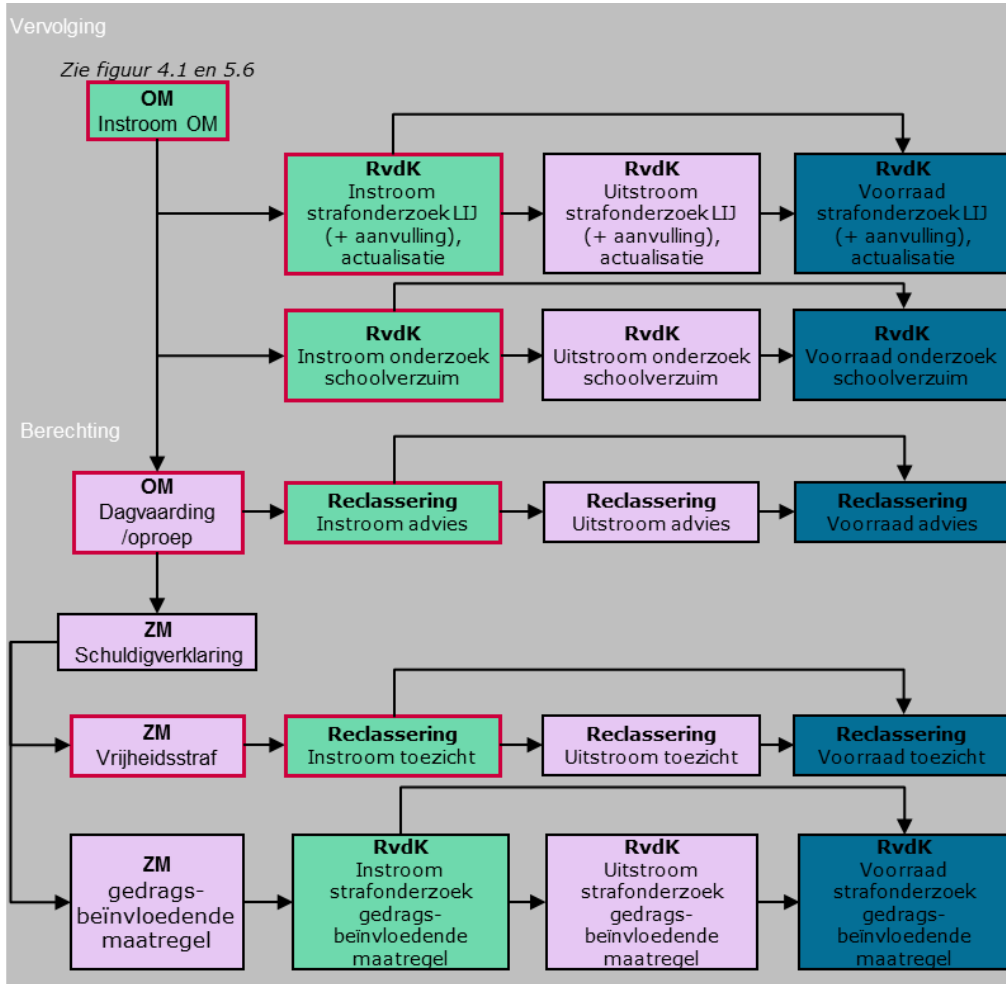 Vervolging
Zie figuur 4.1 en 5.6
OM
Instroom OM
RvdK
Instroom
strafonderzoek LIJ
(+ aanvulling),
actualisatie
RvdK
Uitstroom
strafonderzoek LIJ
(+ aanvulling),
actualisatie
RvdK
Voorraad
strafonderzoek LIJ
(+ aanvulling),
actualisatie
RvdK
Instroom onderzoek
schoolverzuim
RvdK
Uitstroom onderzoek
schoolverzuim
RvdK
Voorraad onderzoek
schoolverzuim
Berechting
OM
Dagvaarding
/oproep
Reclassering
Instroom advies
Reclassering
Uitstroom advies
Reclassering
Voorraad advies
ZM
Schuldigverklaring
ZM
Vrijheidsstraf
Reclassering
Instroom toezicht
Reclassering
Uitstroom toezicht
Reclassering
Voorraad toezicht
ZM
gedrags-
beïnvloedende
maatregel
RvdK
Instroom
strafonderzoek
gedrags-
beïnvloedende
maatregel
RvdK
Uitstroom
strafonderzoek
gedrags-
beïnvloedende
maatregel
RvdK
Voorraad
strafonderzoek
gedrags-
beïnvloedende
maatregel